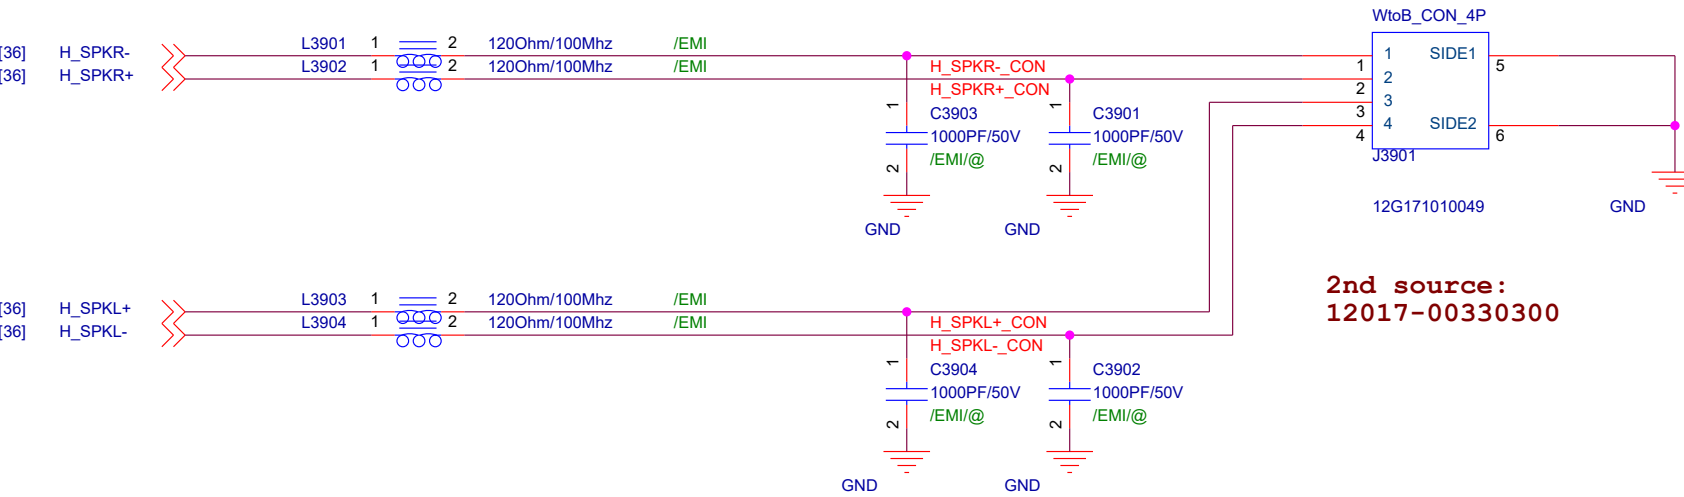 WtoB_CON_4P
[36] H_SPKR- L3901 1 2 120Ohm/100Mhz /EMI
[36] H_SPKR+ L3902 1 2 120Ohm/100Mhz /EMI
H_SPKR-_CON
H_SPKR+_CON
1 1 SIDE1 5
2 2
3 3
4 4 SIDE2 6
J3901
1 C3903 1 C3901
1000PF/50V 1000PF/50V
2 /EMI/@ 2 /EMI/@
12G171010049 GND
GND GND
2nd source:
12017-00330300
[36] H_SPKL+ L3903 1 2 120Ohm/100Mhz /EMI
[36] H_SPKL- L3904 1 2 120Ohm/100Mhz /EMI
H_SPKL+_CON
H_SPKL-_CON
1 C3904 1 C3902
1000PF/50V 1000PF/50V
2 /EMI/@ 2 /EMI/@
GND GND